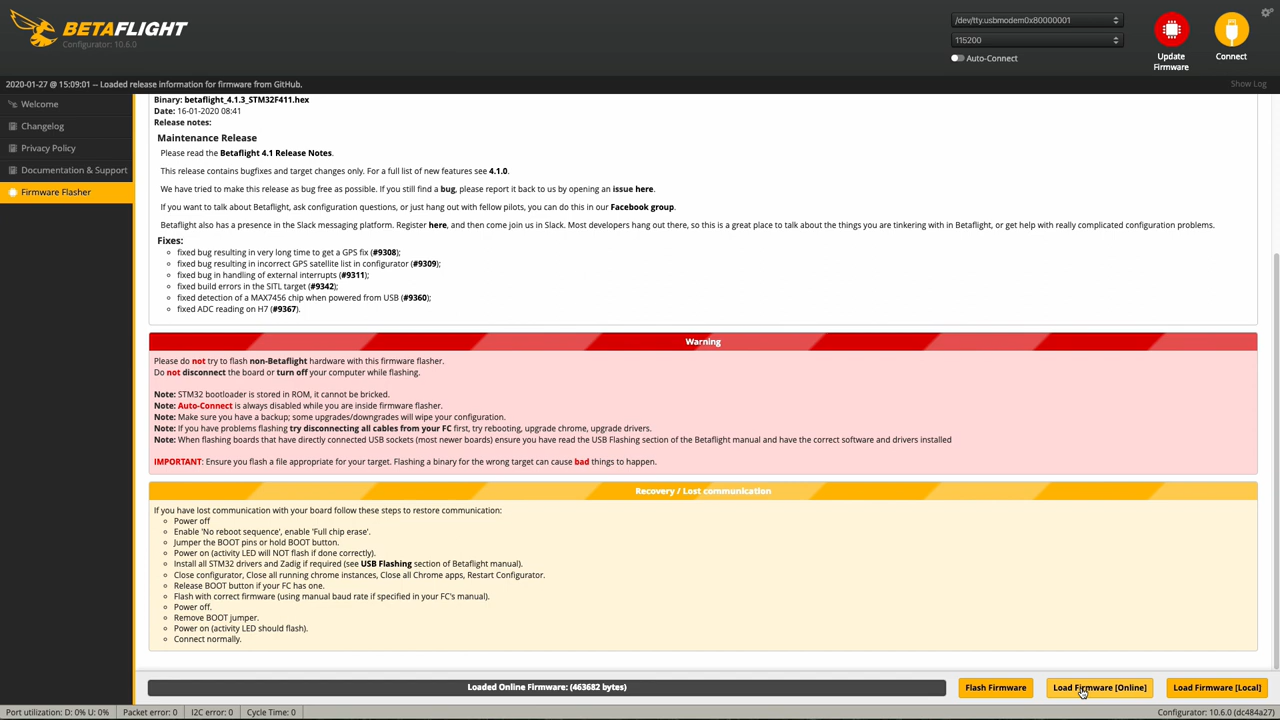 BETAFLIGHT
Configurator: 10.6.0
/dev/tty.usbmodem0x80000001
115200
Auto-Connect
Update
Firmware
Connect
2020-01-27 @ 15:09:01 -- Loaded release information for firmware from GitHub.
Show Log
Welcome
Changelog
Privacy Policy
Documentation & Support
Firmware Flasher
Binary: betaflight_4.1.3_STM32F411.hex
Date: 16-01-2020 08:41
Release notes:
Maintenance Release
Please read the Betaflight 4.1 Release Notes.
This release contains bugfixes and target changes only. For a full list of new features see 4.1.0.
We have tried to make this release as bug free as possible. If you still find a bug, please report it back to us by opening an issue here.
If you want to talk about Betaflight, ask configuration questions, or just hang out with fellow pilots, you can do this in our Facebook group.
Betaflight also has a presence in the Slack messaging platform. Register here, and then come join us in Slack. Most developers hang out there, so this is a great place to talk about the things you are tinkering with in Betaflight, or get help with really complicated configuration problems.
Fixes:
fixed bug resulting in very long time to get a GPS fix (#9308);
fixed bug resulting in incorrect GPS satellite list in configurator (#9309);
fixed bug in handling of external interrupts (#9311);
fixed build errors in the SITL target (#9342);
fixed detection of a MAX7456 chip when powered from USB (#9360);
fixed ADC reading on H7 (#9367).
Warning
Please do not try to flash non-Betaflight hardware with this firmware flasher.
Do not disconnect the board or turn off your computer while flashing.
Note: STM32 bootloader is stored in ROM, it cannot be bricked.
Note: Auto-Connect is always disabled while you are inside firmware flasher.
Note: Make sure you have a backup; some upgrades/downgrades will wipe your configuration.
Note: If you have problems flashing try disconnecting all cables from your FC first, try rebooting, upgrade chrome, upgrade drivers.
Note: When flashing boards that have directly connected USB sockets (most newer boards) ensure you have read the USB Flashing section of the Betaflight manual and have the correct software and drivers installed
IMPORTANT: Ensure you flash a file appropriate for your target. Flashing a binary for the wrong target can cause bad things to happen.
Recovery / Lost communication
If you have lost communication with your board follow these steps to restore communication:
Power off
Enable 'No reboot sequence', enable 'Full chip erase'.
Jumper the BOOT pins or hold BOOT button.
Power on (activity LED will NOT flash if done correctly).
Install all STM32 drivers and Zadig if required (see USB Flashing section of Betaflight manual).
Close configurator, Close all running chrome instances, Close all Chrome apps, Restart Configurator.
Release BOOT button if your FC has one.
Flash with correct firmware (using manual baud rate if specified in your FC's manual).
Power off.
Remove BOOT jumper.
Power on (activity LED should flash).
Connect normally.
Loaded Online Firmware: (463682 bytes)
Flash Firmware
Load Firmware [Online]
Load Firmware [Local]
Port utilization: D: 0% U: 0%
Packet error: 0
I2C error: 0
Cycle Time: 0
Configurator: 10.6.0 (dc484a27)